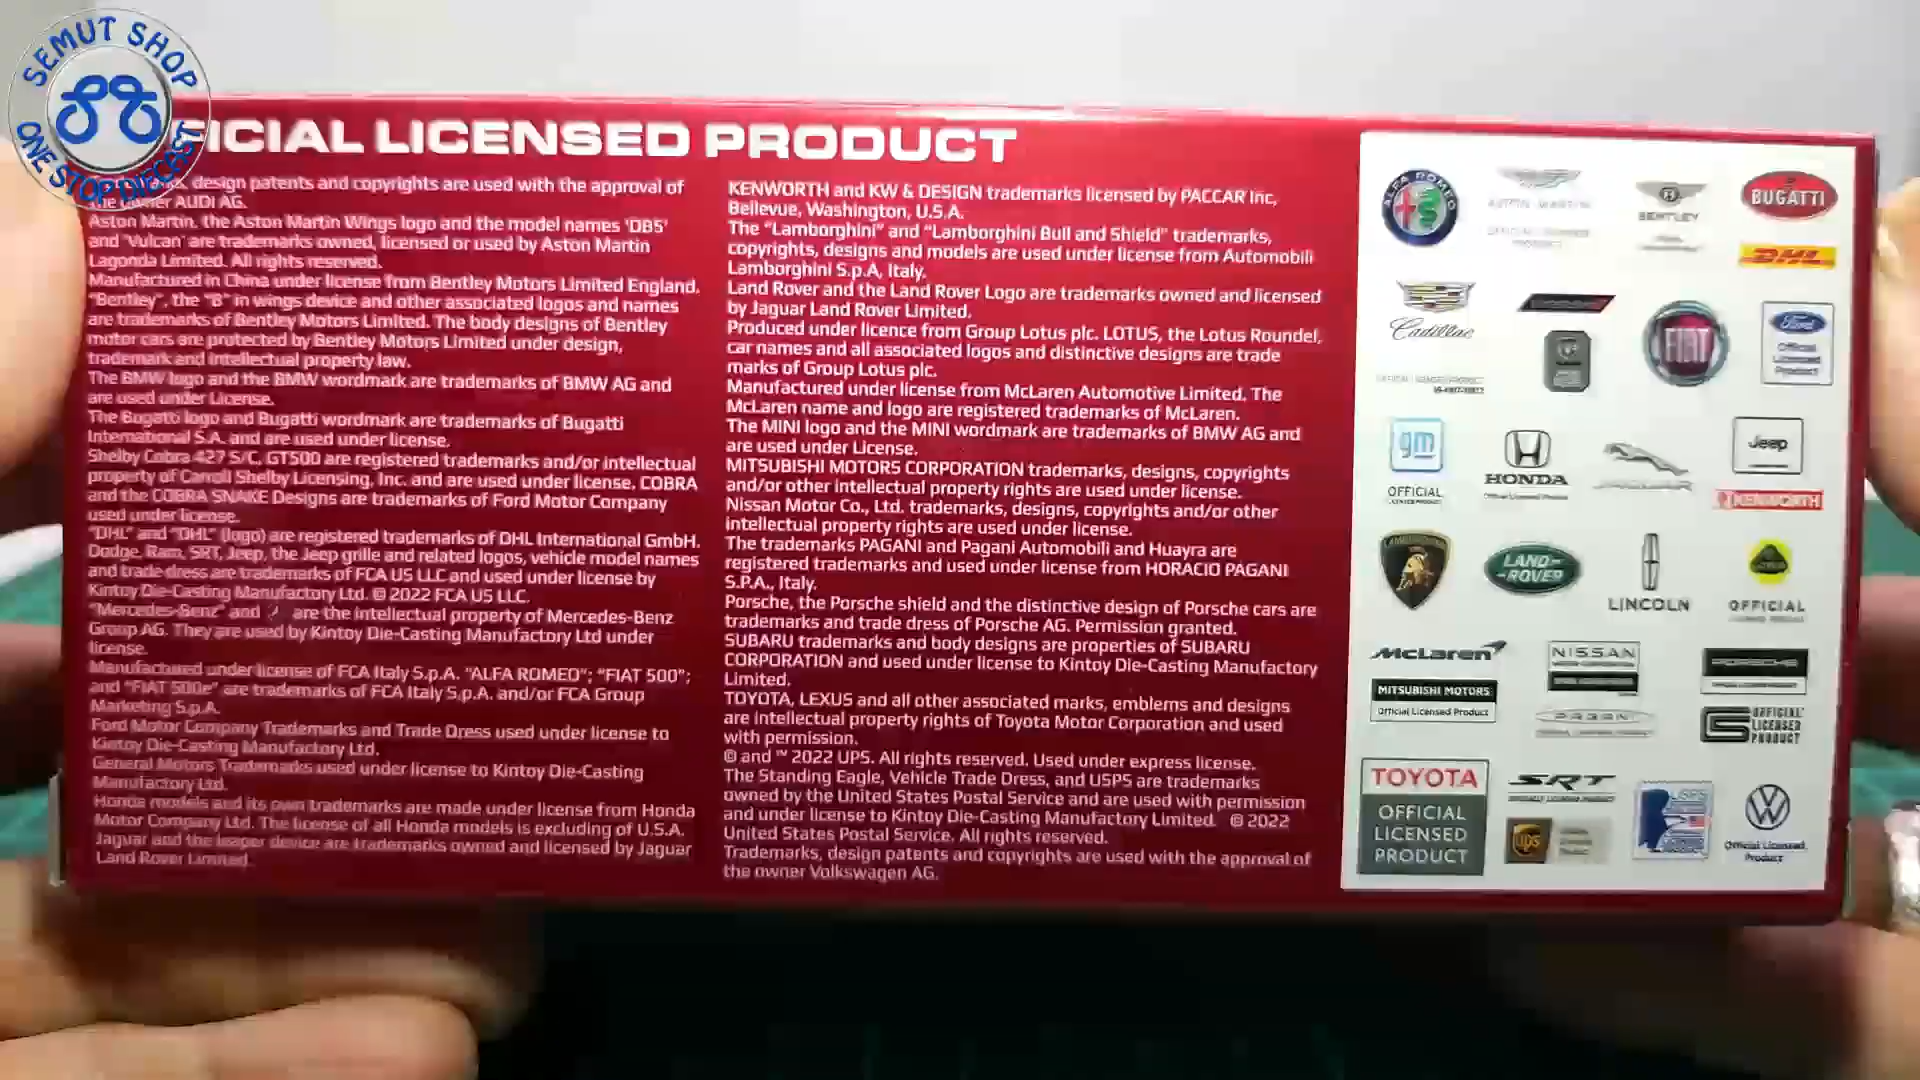 SEMUT SHOP
ONE STOP DIECAST
ICIAL LICENSED PRODUCT
design patents and copyrights are used with the approval of
the owner AUDI AG.
Aston Martin, the Aston Martin Wings logo and the model names 'DB5'
and 'Vulcan' are trademarks owned, licensed or used by Aston Martin
Lagonda Limited. All rights reserved.
Manufactured in China under license from Bentley Motors Limited England.
"Bentley", the "B" in wings device and other associated logos and names
are trademarks of Bentley Motors Limited. The body designs of Bentley
motor cars are protected by Bentley Motors Limited under design,
trademark and intellectual property law.
The BMW logo and the BMW wordmark are trademarks of BMW AG and
are used under License.
The Bugatti logo and Bugatti wordmark are trademarks of Bugatti
International S.A. and are used under license.
Shelby Cobra 427 S/C, GT500 are registered trademarks and/or intellectual
property of Carroll Shelby Licensing, Inc. and are used under license. COBRA
and the COBRA SNAKE Designs are trademarks of Ford Motor Company
used under license.
"DHL" and "DHL" (logo) are registered trademarks of DHL International GmbH.
Dodge, Ram, SRT, Jeep, the Jeep grille and related logos, vehicle model names
and trade dress are trademarks of FCA US LLC and used under license by
Kintoy Die-Casting Manufactory Ltd. © 2022 FCA US LLC.
"Mercedes-Benz" and are the intellectual property of Mercedes-Benz
Group AG. They are used by Kintoy Die-Casting Manufactory Ltd under
license.
Manufactured under license of FCA Italy S.p.A. "ALFA ROMEO"; "FIAT 500";
and "FIAT 500e" are trademarks of FCA Italy S.p.A. and/or FCA Group
Marketing S.p.A.
Ford Motor Company Trademarks and Trade Dress used under license to
Kintoy Die-Casting Manufactory Ltd.
General Motors Trademarks used under license to Kintoy Die-Casting
Manufactory Ltd.
Honda models and its own trademarks are made under license from Honda
Motor Company Ltd. The license of all Honda models is excluding of U.S.A.
Jaguar and the leaper device are trademarks owned and licensed by Jaguar
Land Rover Limited.
KENWORTH and KW & DESIGN trademarks licensed by PACCAR Inc,
Bellevue, Washington, U.S.A.
The "Lamborghini" and "Lamborghini Bull and Shield" trademarks,
copyrights, designs and models are used under license from Automobili
Lamborghini S.p.A, Italy.
Land Rover and the Land Rover Logo are trademarks owned and licensed
by Jaguar Land Rover Limited.
Produced under licence from Group Lotus plc. LOTUS, the Lotus Roundel,
car names and all associated logos and distinctive designs are trade
marks of Group Lotus plc.
Manufactured under license from McLaren Automotive Limited. The
McLaren name and logo are registered trademarks of McLaren.
The MINI logo and the MINI wordmark are trademarks of BMW AG and
are used under License.
MITSUBISHI MOTORS CORPORATION trademarks, designs, copyrights
and/or other intellectual property rights are used under license.
Nissan Motor Co., Ltd. trademarks, designs, copyrights and/or other
intellectual property rights are used under license.
The trademarks PAGANI and Pagani Automobili and Huayra are
registered trademarks and used under license from HORACIO PAGANI
S.P.A., Italy.
Porsche, the Porsche shield and the distinctive design of Porsche cars are
trademarks and trade dress of Porsche AG. Permission granted.
SUBARU trademarks and body designs are properties of SUBARU
CORPORATION and used under license to Kintoy Die-Casting Manufactory
Limited.
TOYOTA, LEXUS and all other associated marks, emblems and designs
are intellectual property rights of Toyota Motor Corporation and used
with permission.
© and ™ 2022 UPS. All rights reserved. Used under express license.
The Standing Eagle, Vehicle Trade Dress, and USPS are trademarks
owned by the United States Postal Service and are used with permission
and under license to Kintoy Die-Casting Manufactory Limited. © 2022
United States Postal Service. All rights reserved.
Trademarks, design patents and copyrights are used with the approval of
the owner Volkswagen AG.
ALFA ROMEO
ASTON MARTIN
BENTLEY
BUGATTI
DHL
Cadillac
FIAT
Ford
Official
Licensed
Product
gm
OFFICIAL
HONDA
Official Licensed Product
JAGUAR
Jeep
KENWORTH
LAMBORGHINI
LAND-
ROVER
LINCOLN
OFFICIAL
McLaren
NISSAN
PORSCHE
MITSUBISHI MOTORS
Official Licensed Product
PAGANI
OFFICIAL
LICENSED
PRODUCT
TOYOTA
OFFICIAL
LICENSED
PRODUCT
SRT
ups
Official Licensed
Product